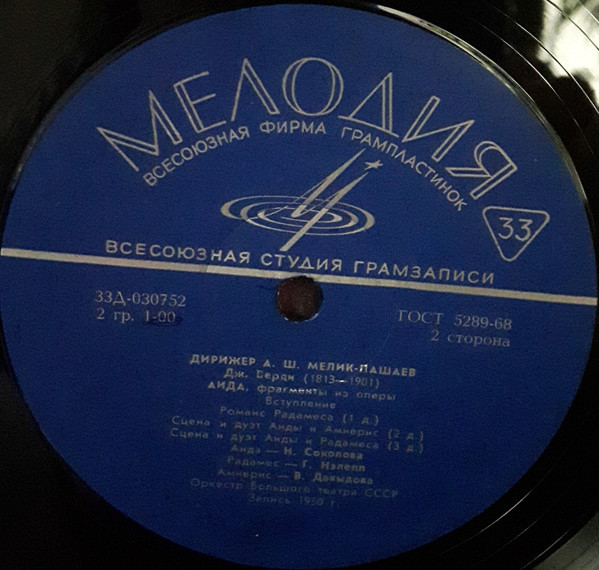 МЕЛОДИЯ
ВСЕСОЮЗНАЯ ФИРМА ГРАМПЛАСТИНОК
33
ВСЕСОЮЗНАЯ СТУДИЯ ГРАМЗАПИСИ
33Д-030752
2 гр. 1-00
ГОСТ 5289-68
2 сторона
ДИРИЖЕР А. Ш. МЕЛИК-ПАШАЕВ
Дж. Верди (1813—1901)
АИДА, фрагменты из оперы
Вступление
Романс Радамеса (1 д.)
Сцена и дуэт Аиды и Амнерис (2 д.)
Сцена и дуэт Аиды и Радамеса (3 д.)
Аида — Н. Соколова
Радамес — Г. Нэлепп
Амнерис — В. Давыдова
Оркестр Большого театра СССР
Запись 1950 г.